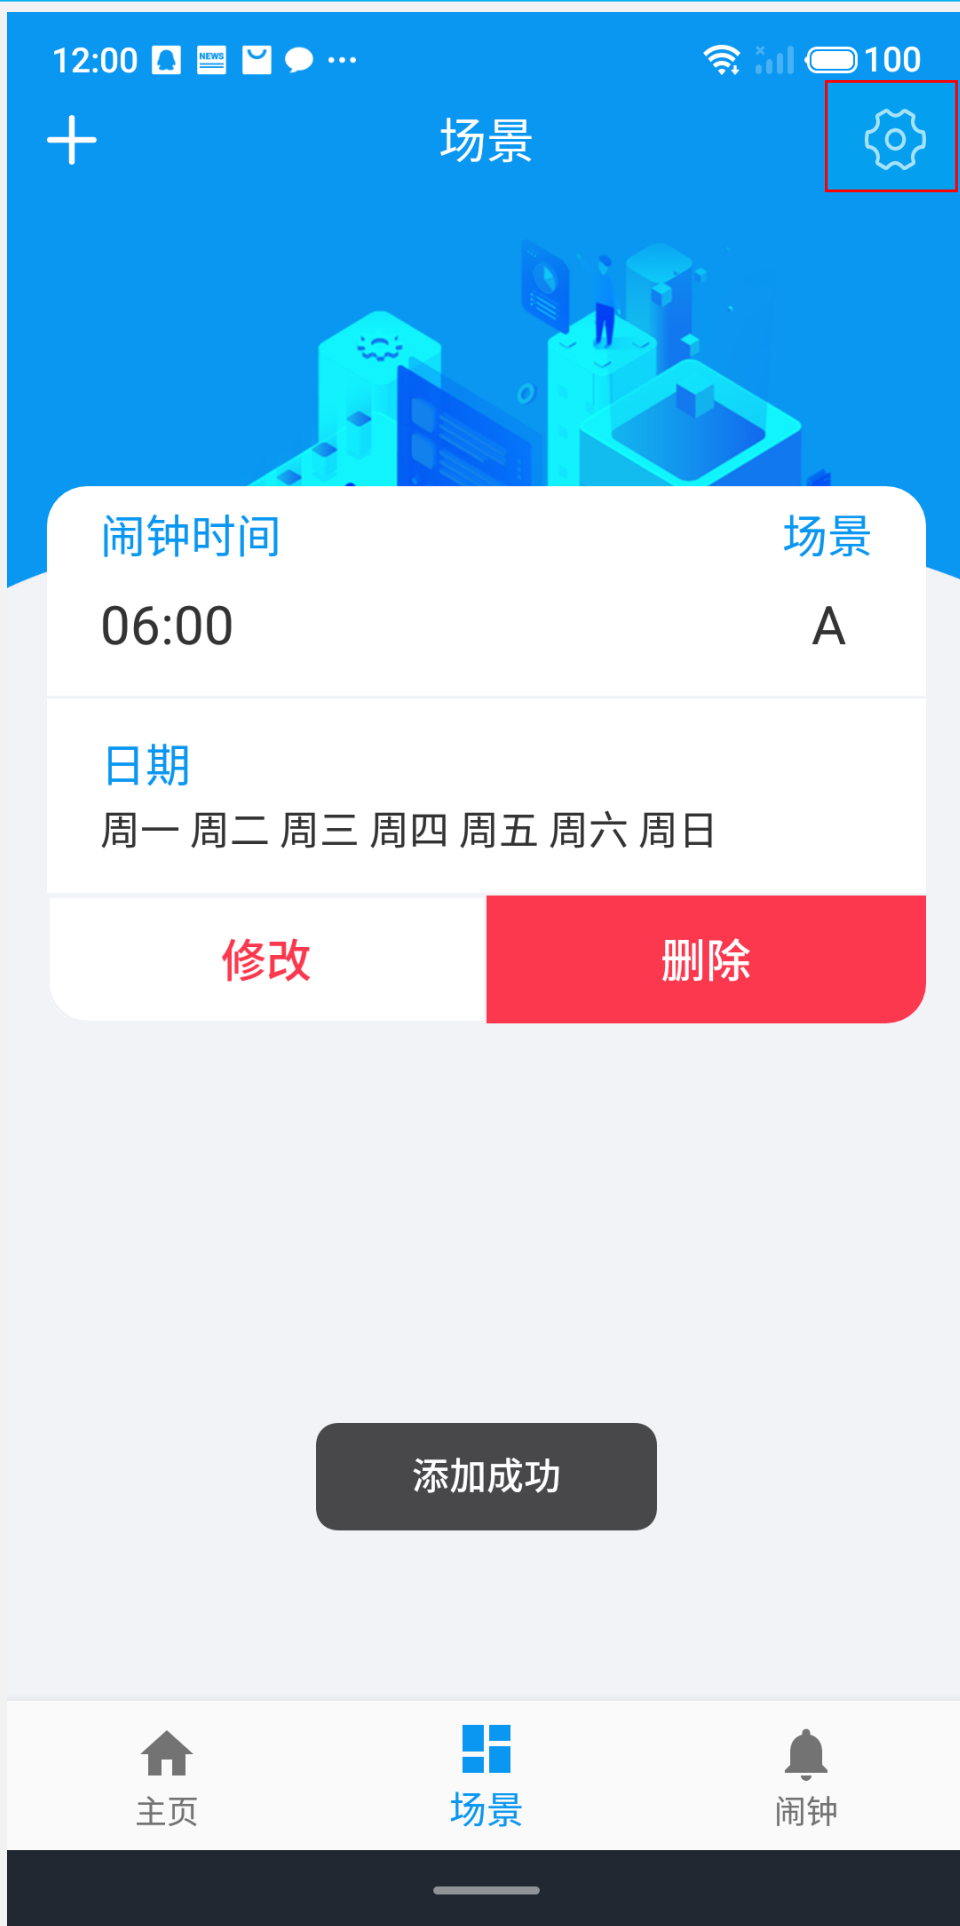 12:00 NEWS ... 100
场景
闹钟时间 场景
06:00 A
日期
周一 周二 周三 周四 周五 周六 周日
修改 删除
添加成功
主页 场景 闹钟